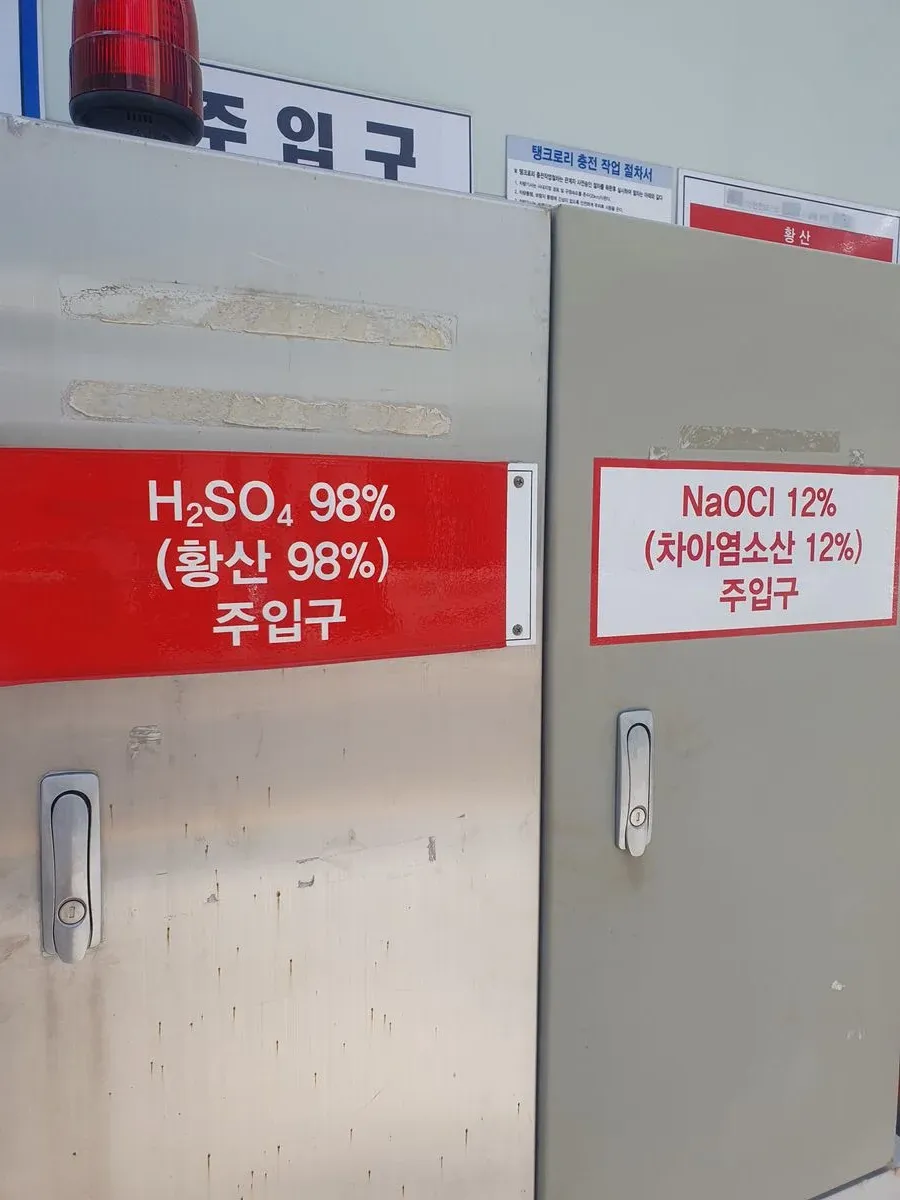 주입구
탱크로리 충전 작업 절차서
황 산
H₂SO₄ 98%
(황산 98%)
주입구
NaOCl 12%
(차아염소산 12%)
주입구